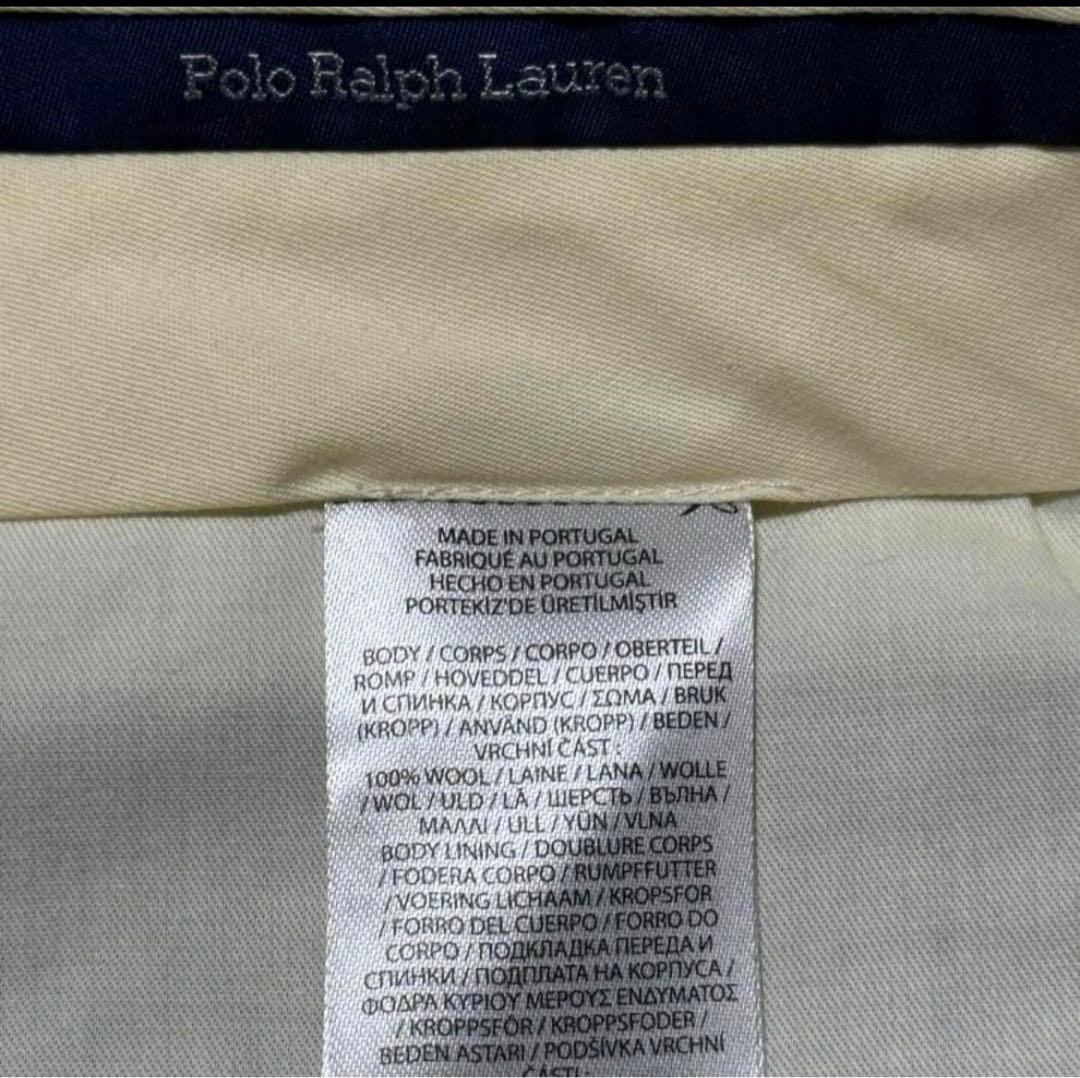 Polo Ralph Lauren
MADE IN PORTUGAL
FABRIQUÉ AU PORTUGAL
HECHO EN PORTUGAL
PORTEKİZ'DE ÜRETİLMİŞTİR
BODY / CORPS / CORPO / OBERTEIL /
ROMP / HOVEDDEL / CUERPO / ПЕРЕД
И СПИНКА / КОРПУС / ΣΩΜΑ / BRUK
(KROPP) / ANVÄND (KROPP) / BEDEN /
VRCHNÍ ČÁST :
100% WOOL / LAINE / LANA / WOLLE
/ WOL / ULD / LÃ / ШЕРСТЬ / ВЪЛНА /
ΜΑΛΛΙ / ULL / YÜN / VLNA
BODY LINING / DOUBLURE CORPS
/ FODERA CORPO / RUMPFFUTTER
/ VOERING LICHAAM / KROPSFOR
/ FORRO DEL CUERPO / FORRO DO
CORPO / ПОДКЛАДКА ПЕРЕДА И
СПИНКИ / ПОДПЛАТА НА КОРПУСА /
ΦΟΔΡΑ ΚΥΡΙΟΥ ΜΕΡΟΥΣ ΕΝΔΥΜΑΤΟΣ
/ KROPPSFÔR / KROPPSFODER /
BEDEN ASTARI / PODŠÍVKA VRCHNÍ
ČÁSTI :